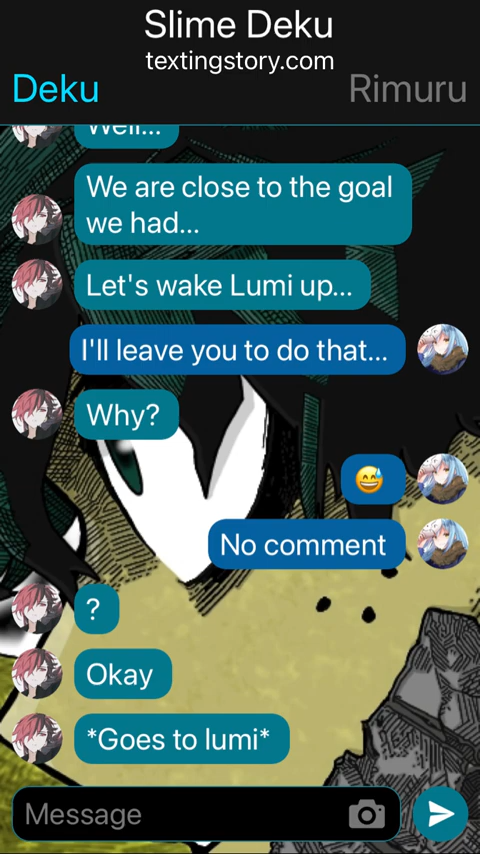 Slime Deku
textingstory.com
Deku
Rimuru
Well...
We are close to the goal
we had...
Let's wake Lumi up...
I'll leave you to do that...
Why?
😅
No comment
?
Okay
*Goes to lumi*
Message